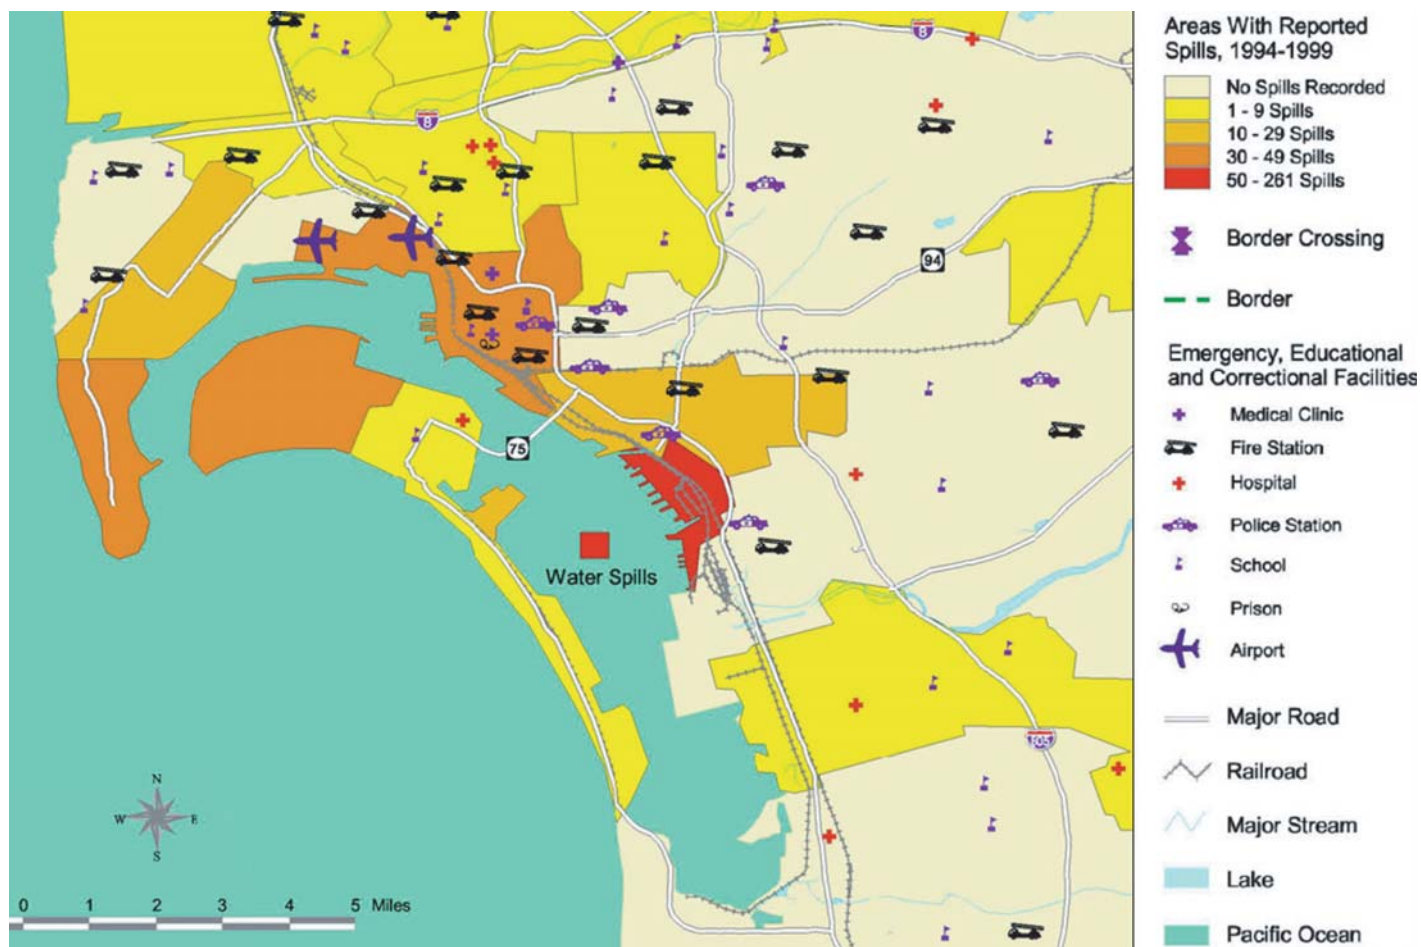 Areas With Reported
Spills, 1994-1999
No Spills Recorded
1 - 9 Spills
10 - 29 Spills
30 - 49 Spills
50 - 261 Spills
Border Crossing
Border
Emergency, Educational
and Correctional Facilities
Medical Clinic
Fire Station
Hospital
Police Station
School
Prison
Airport
Major Road
Railroad
Major Stream
Lake
Pacific Ocean
8
8
94
75
805
Water Spills
N
W E
S
0 1 2 3 4 5 Miles